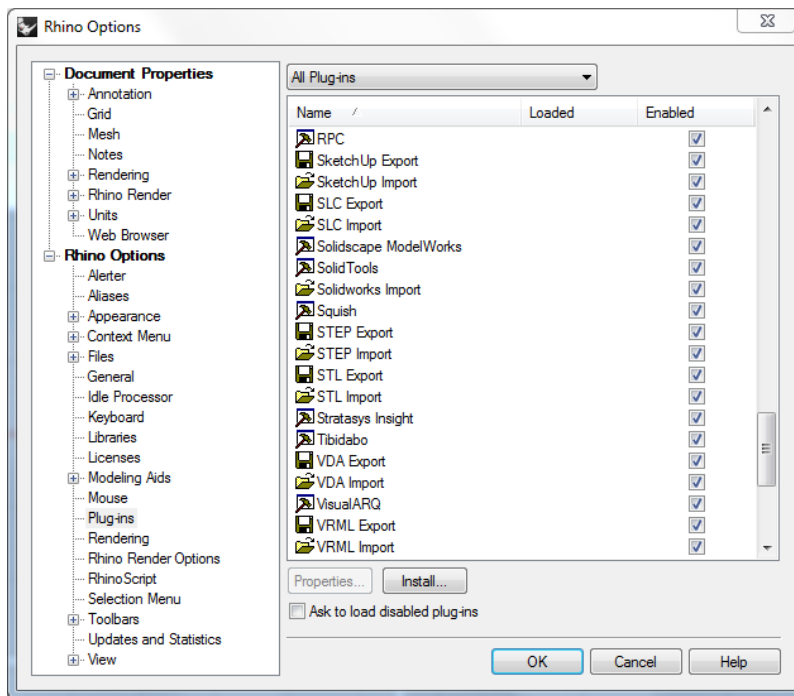 Rhino Options
Document Properties
Annotation
Grid
Mesh
Notes
Rendering
Rhino Render
Units
Web Browser
Rhino Options
Alerter
Aliases
Appearance
Context Menu
Files
General
Idle Processor
Keyboard
Libraries
Licenses
Modeling Aids
Mouse
Plug-ins
Rendering
Rhino Render Options
RhinoScript
Selection Menu
Toolbars
Updates and Statistics
View
All Plug-ins
Name Loaded Enabled
RPC
SketchUp Export
SketchUp Import
SLC Export
SLC Import
Solidscape ModelWorks
SolidTools
Solidworks Import
Squish
STEP Export
STEP Import
STL Export
STL Import
Stratasys Insight
Tibidabo
VDA Export
VDA Import
VisualARQ
VRML Export
VRML Import
Properties... Install...
Ask to load disabled plug-ins
OK Cancel Help